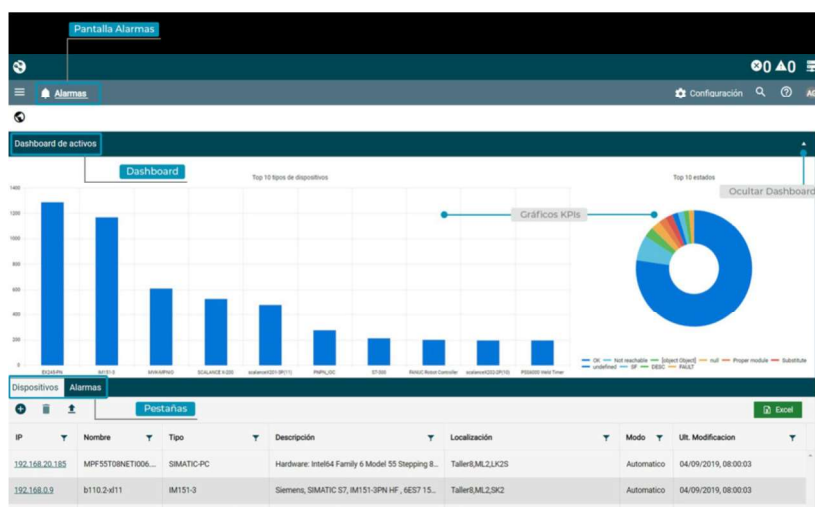 Pantalla Alarmas
0 0
Alarmas
Configuración
AG
Dashboard de activos
Dashboard
Top 10 tipos de dispositivos
Top 10 estados
Ocultar Dashboard
Gráficos KPIs
1400
1200
1000
800
600
400
200
0
EX245-PN IM151-3 SCALANCE X-200 scalanceX201-3P(11) PNPN_IOC S7-300 FANUC Robot Controller scalanceX202-2P(10) PSI6000 Weld Timer
OK Not reachable [object Object] null Proper module Substitute
undefined SF DESC FAULT
Dispositivos Alarmas
Pestañas
Excel
IP Nombre Tipo Descripción Localización Modo Ult. Modificacion
192.168.20.185 MPF55T08NETI006... SIMATIC-PC Hardware: Intel64 Family 6 Model 55 Stepping 8... Taller8,ML2,LK2S Automatico 04/09/2019, 08:00:03
192.168.0.9 b110.2-xl11 IM151-3 Siemens, SIMATIC S7, IM151-3PN HF , 6ES7 15... Taller8,ML2,SK2 Automatico 04/09/2019, 08:00:03